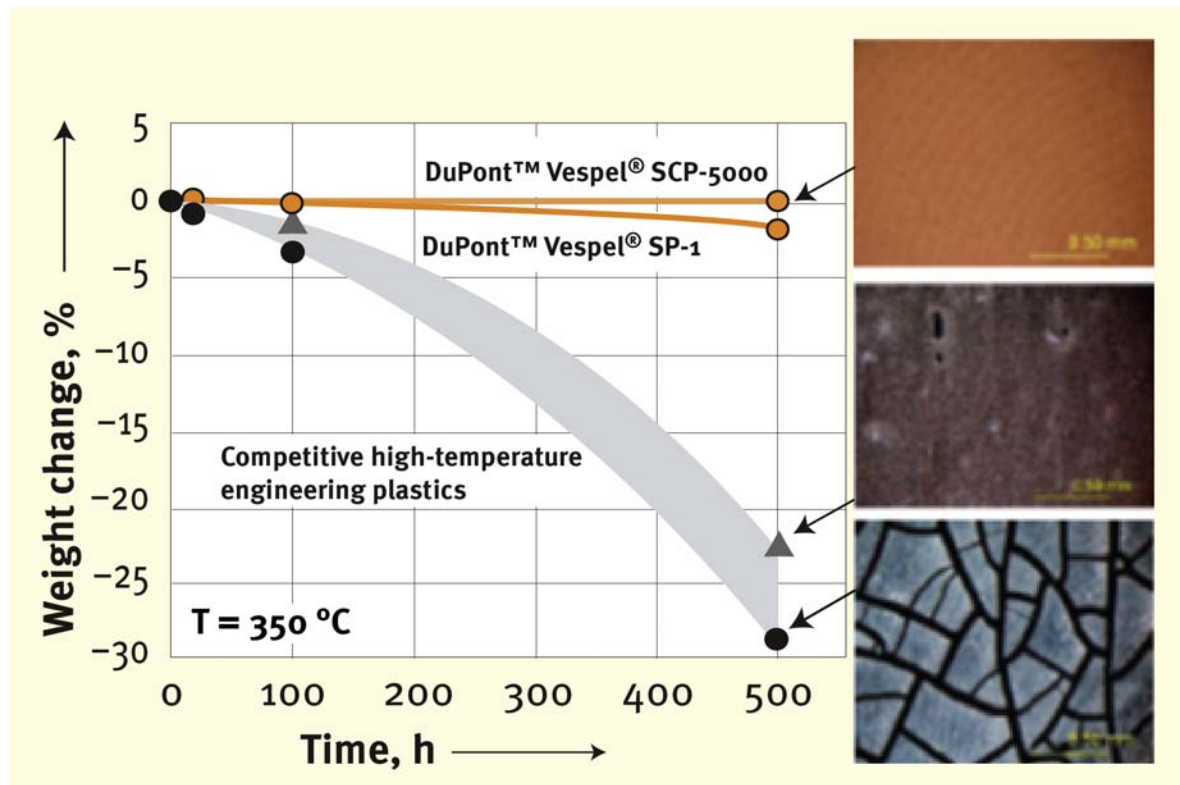 Weight change, %
5
0
−5
−10
−15
−20
−25
−30
DuPont™ Vespel® SCP-5000
DuPont™ Vespel® SP-1
Competitive high-temperature
engineering plastics
T = 350 °C
0 100 200 300 400 500
Time, h
0.50 mm